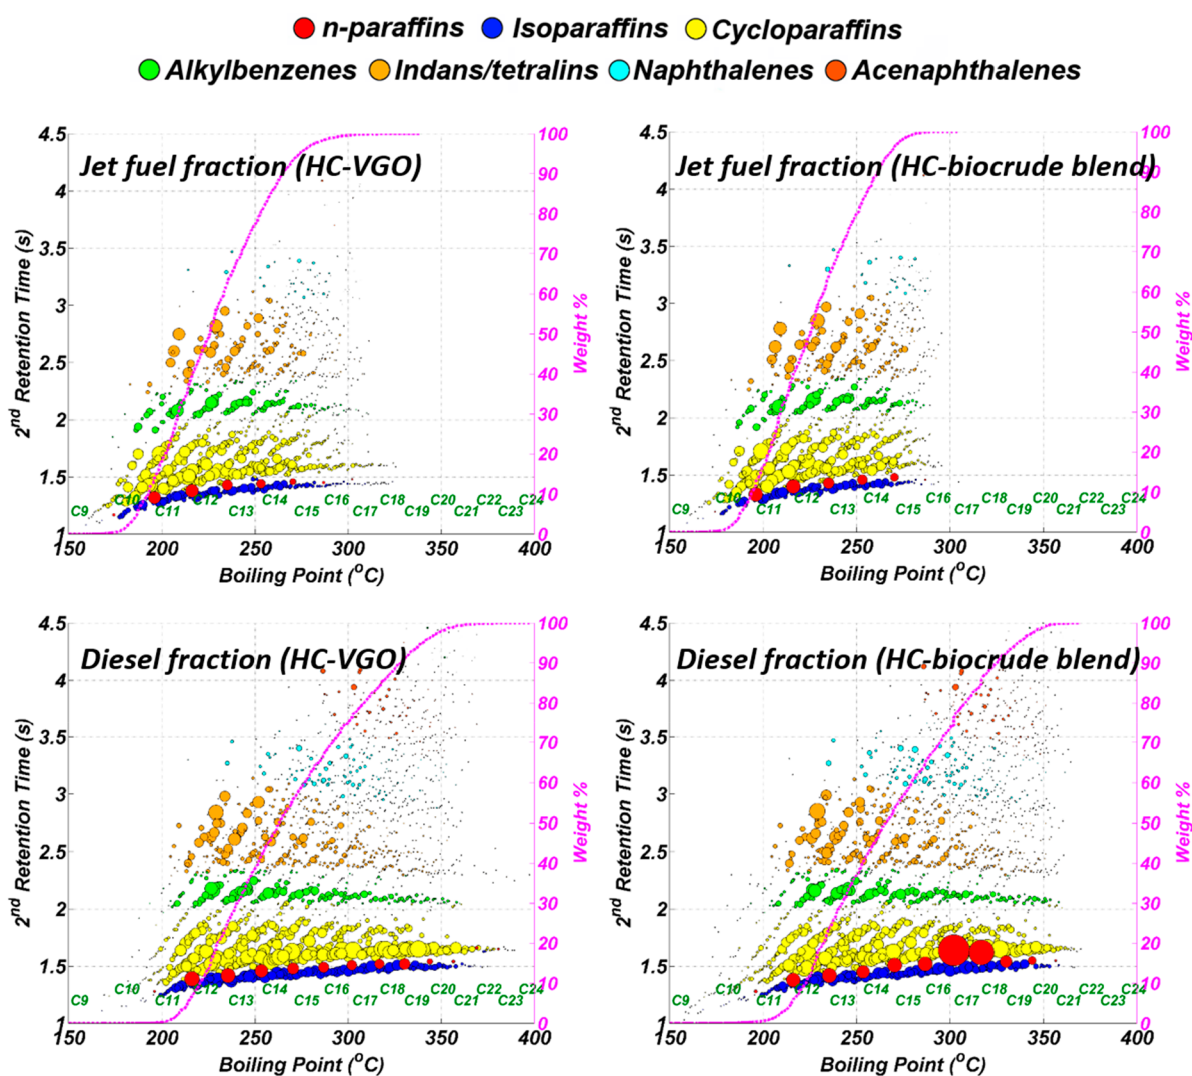 n-paraffins Isoparaffins Cycloparaffins
Alkylbenzenes Indans/tetralins Naphthalenes Acenaphthalenes
Jet fuel fraction (HC-VGO)
4.5
4
3.5
3
2.5
2
1.5
1
2nd Retention Time (s)
100
90
80
70
60
50
40
30
20
10
0
Weight %
C9 C10 C11 C12 C13 C14 C15 C16 C17 C18 C19 C20 C21 C22 C23 C24
150 200 250 300 350 400
Boiling Point (oC)
Jet fuel fraction (HC-biocrude blend)
4.5
4
3.5
3
2.5
2
1.5
1
2nd Retention Time (s)
100
90
80
70
60
50
40
30
20
10
0
Weight %
C9 C10 C11 C12 C13 C14 C15 C16 C17 C18 C19 C20 C21 C22 C23 C24
150 200 250 300 350 400
Boiling Point (oC)
Diesel fraction (HC-VGO)
4.5
4
3.5
3
2.5
2
1.5
1
2nd Retention Time (s)
100
90
80
70
60
50
40
30
20
10
0
Weight %
C9 C10 C11 C12 C13 C14 C15 C16 C17 C18 C19 C20 C21 C22 C23 C24
150 200 250 300 350 400
Boiling Point (oC)
Diesel fraction (HC-biocrude blend)
4.5
4
3.5
3
2.5
2
1.5
1
2nd Retention Time (s)
100
90
80
70
60
50
40
30
20
10
0
Weight %
C9 C10 C11 C12 C13 C14 C15 C16 C17 C18 C19 C20 C21 C22 C23 C24
150 200 250 300 350 400
Boiling Point (oC)